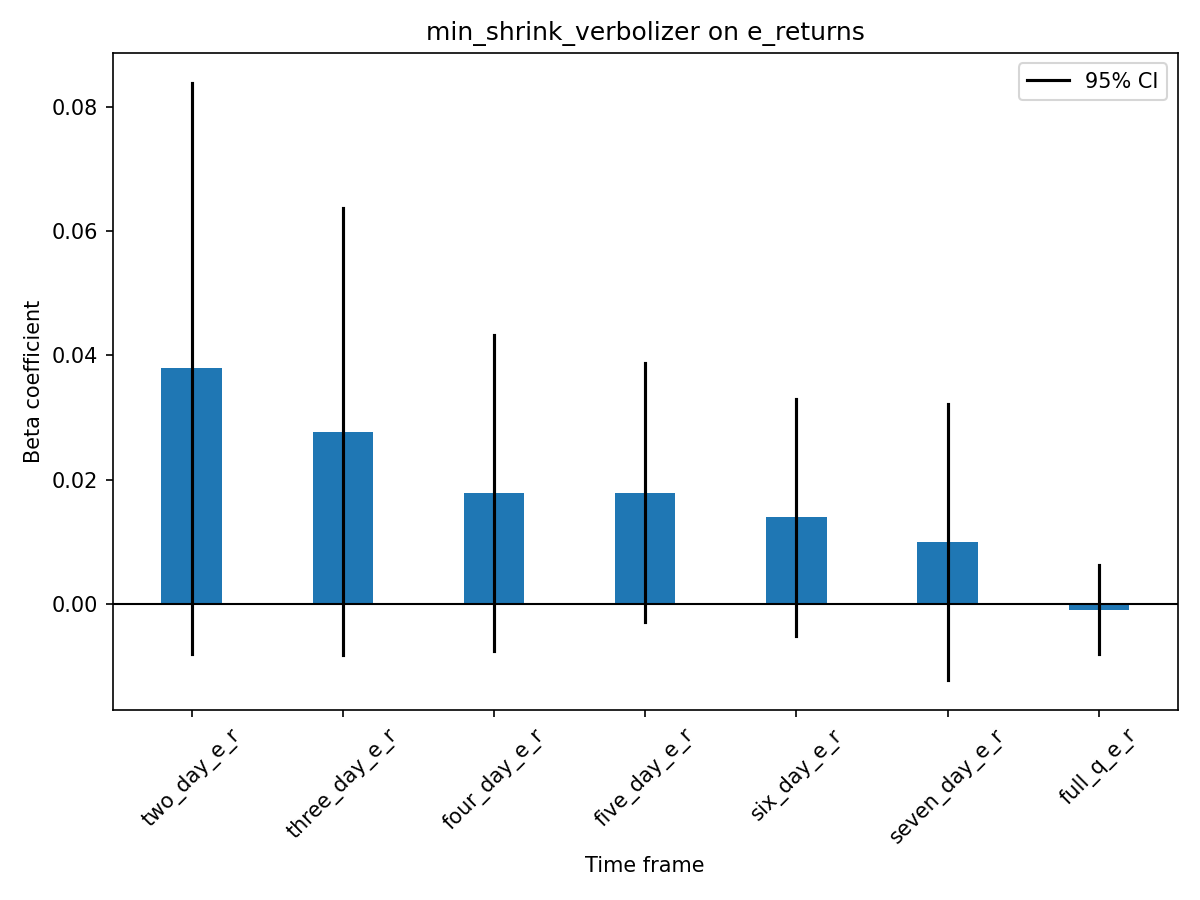 min_shrink_verbolizer on e_returns
95% CI
0.08
0.06
0.04
0.02
0.00
Beta coefficient
two_day_e_r
three_day_e_r
four_day_e_r
five_day_e_r
six_day_e_r
seven_day_e_r
full_q_e_r
Time frame